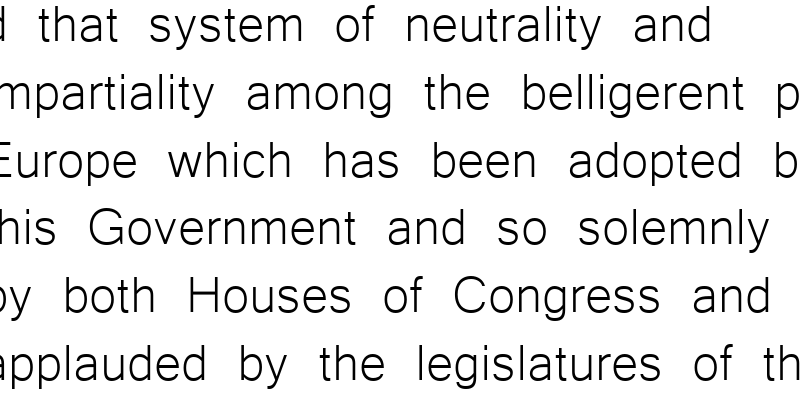 that system of neutrality and
mpartiality among the belligerent p
Europe which has been adopted b
his Government and so solemnly
by both Houses of Congress and
applauded by the legislatures of th